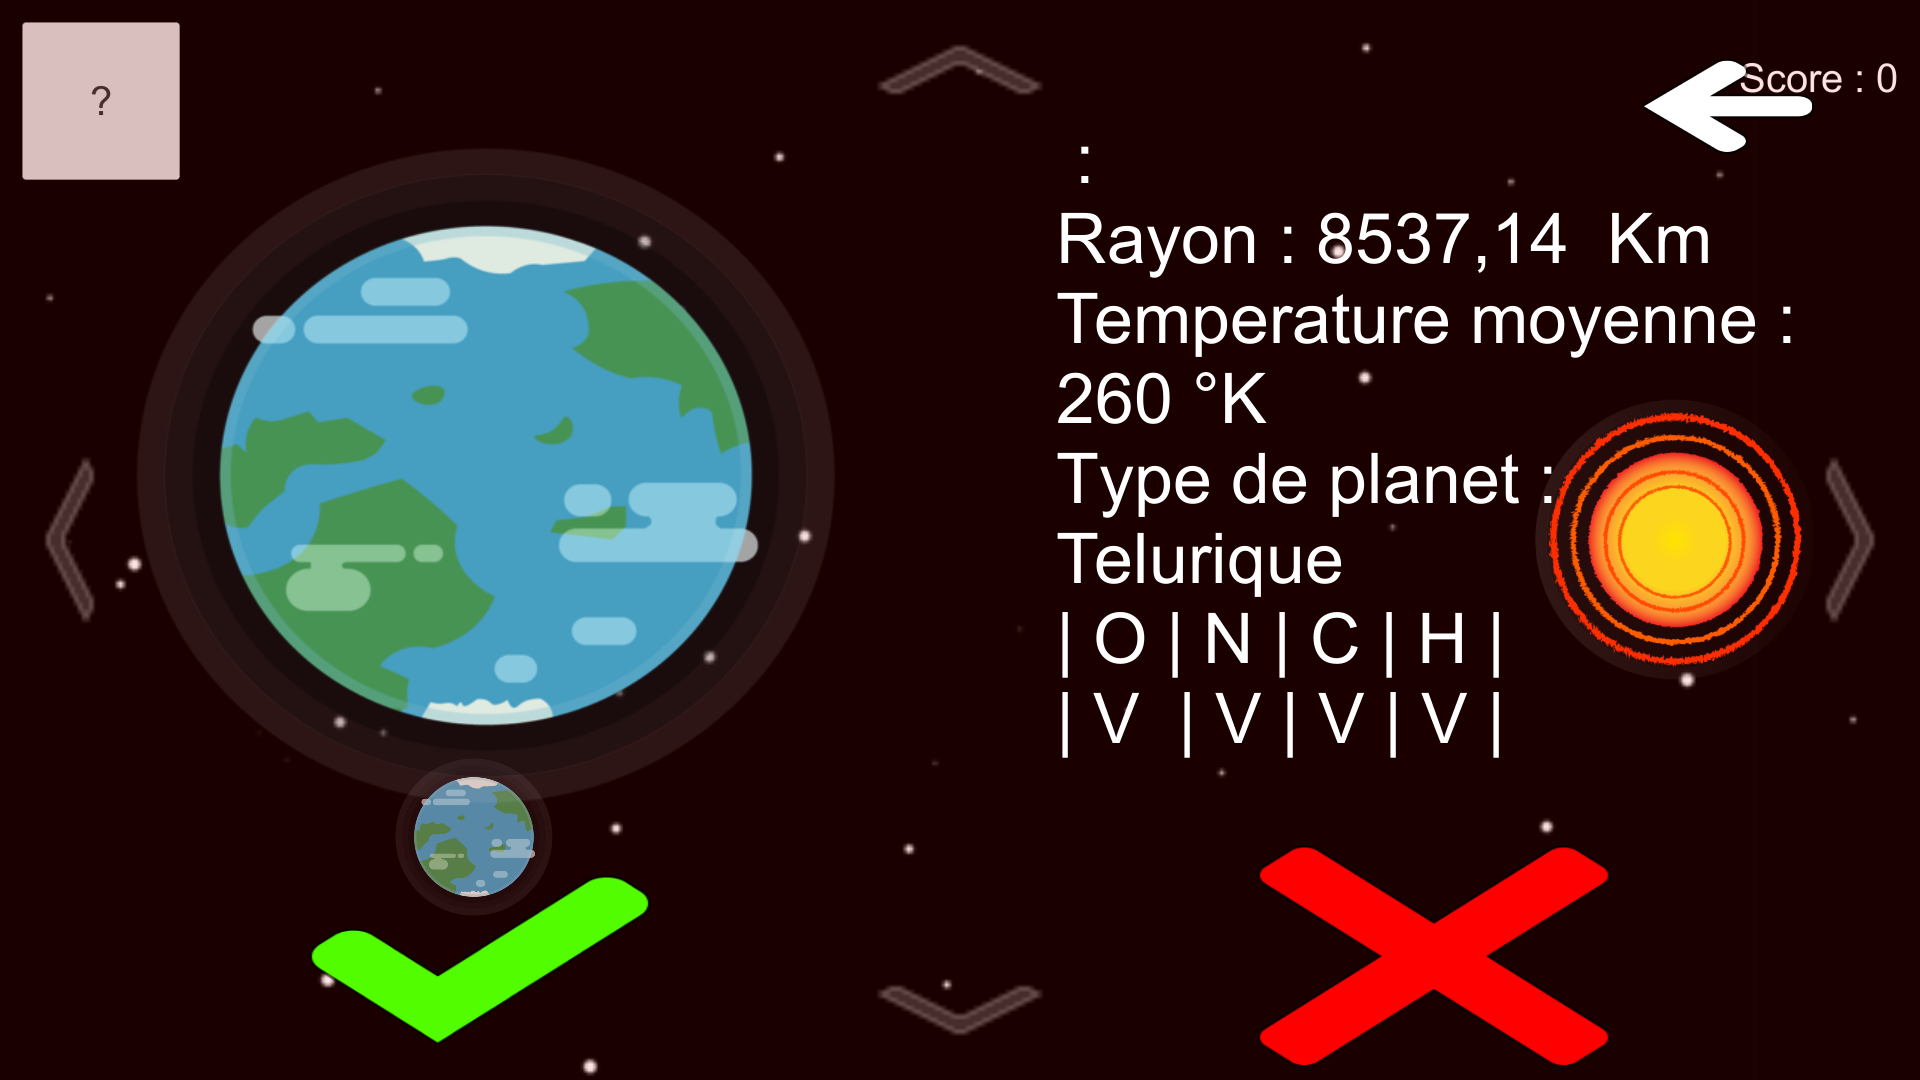 ?
Score : 0
:
Rayon : 8537,14  Km
Temperature moyenne :
260 °K
Type de planet :
Telurique
| O | N | C | H |
| V  | V | V | V |